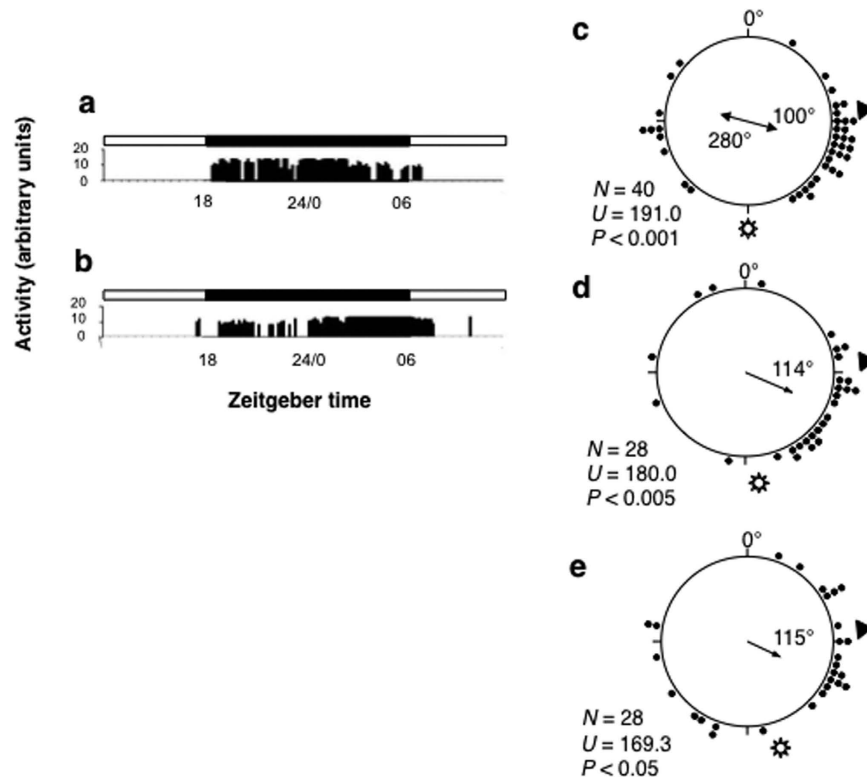 Activity (arbitrary units)
a
20
10
0
18 24/0 06
b
20
10
0
18 24/0 06
Zeitgeber time
c
0°
100°
280°
N = 40
U = 191.0
P < 0.001
d
0°
114°
N = 28
U = 180.0
P < 0.005
e
0°
115°
N = 28
U = 169.3
P < 0.05